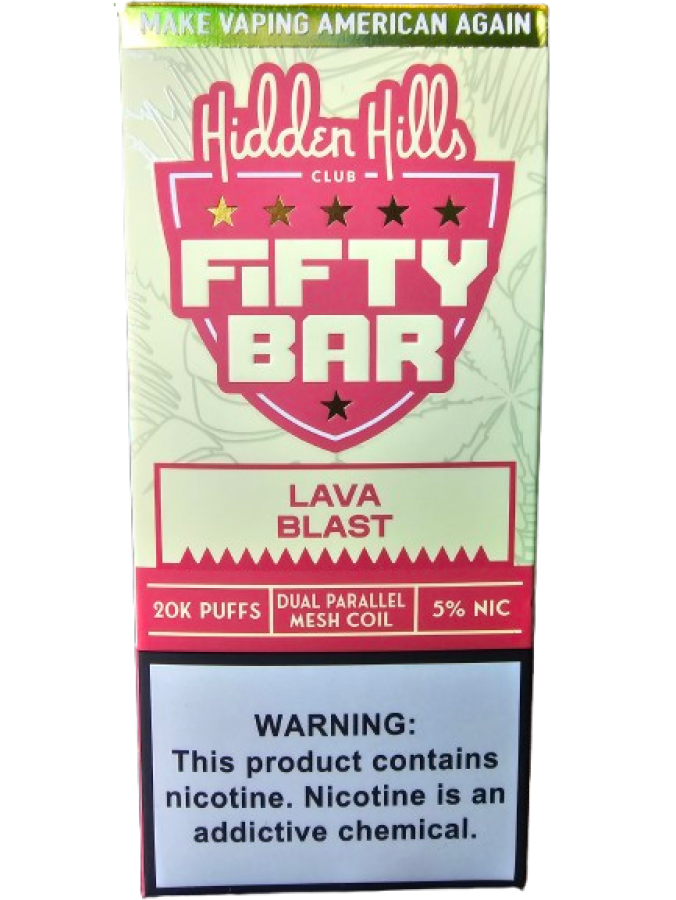 MAKE VAPING AMERICAN AGAIN
Hidden Hills
CLUB
FiFTY
BAR
LAVA
BLAST
20K PUFFS
DUAL PARALLEL
MESH COIL
5% NIC
WARNING:
This product contains
nicotine. Nicotine is an
addictive chemical.